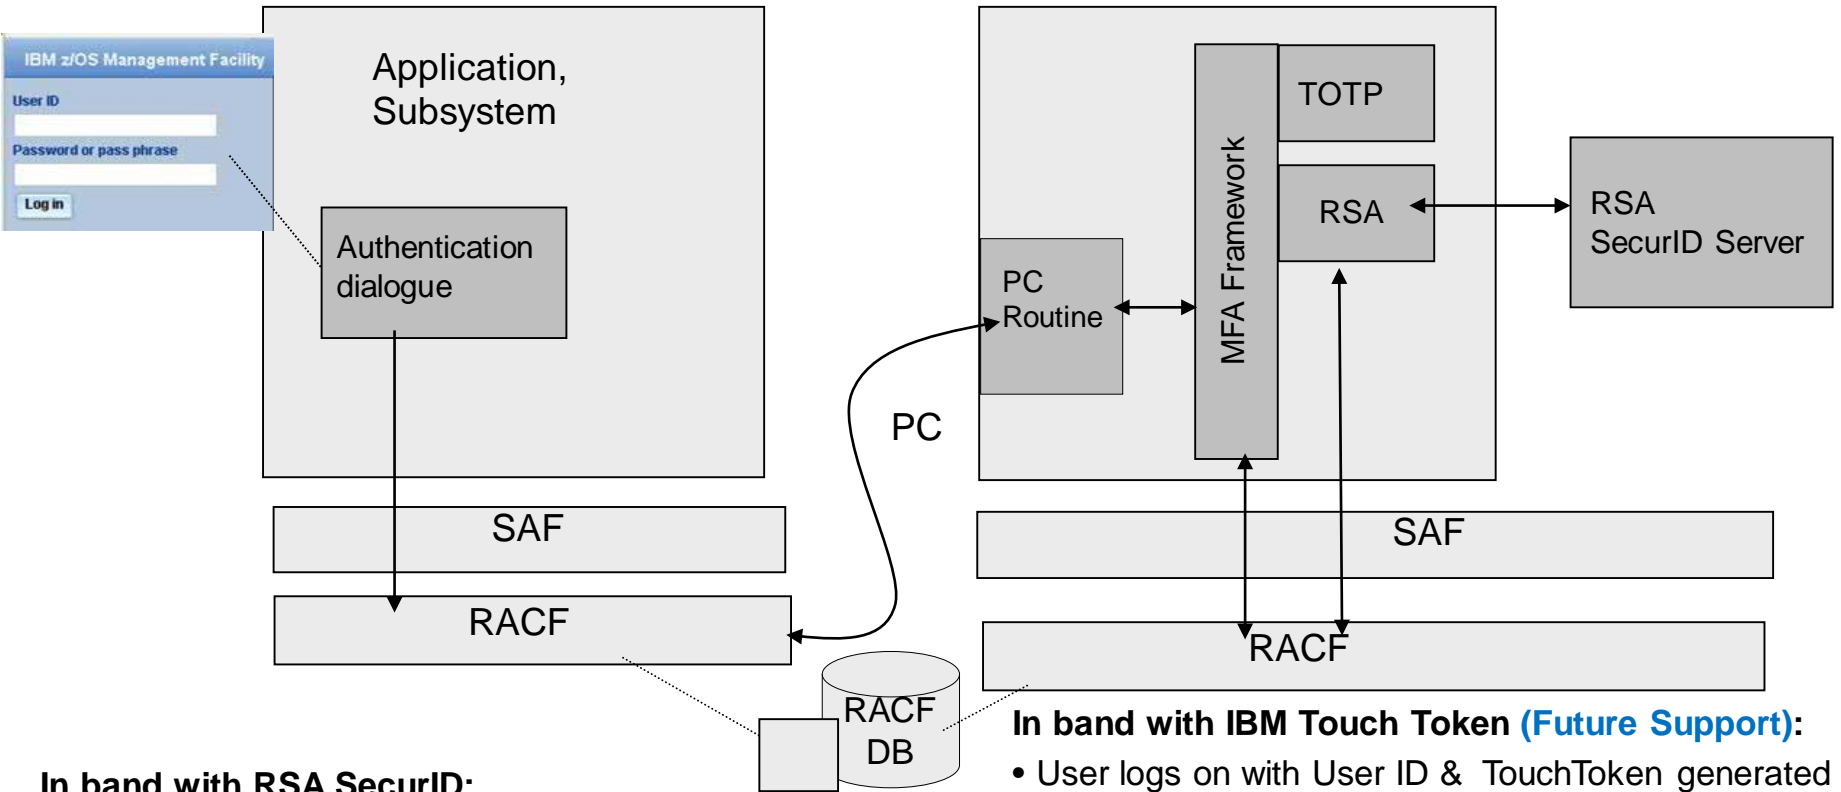 IBM z/OS Management Facility
User ID
Password or pass phrase
Log in
Application,
Subsystem
Authentication
dialogue
SAF
RACF
PC
RACF
DB
PC
Routine
MFA Framework
TOTP
RSA
RSA
SecurID Server
SAF
RACF
In band with RSA SecurID:
In band with IBM Touch Token (Future Support):
• User logs on with User ID & TouchToken generated